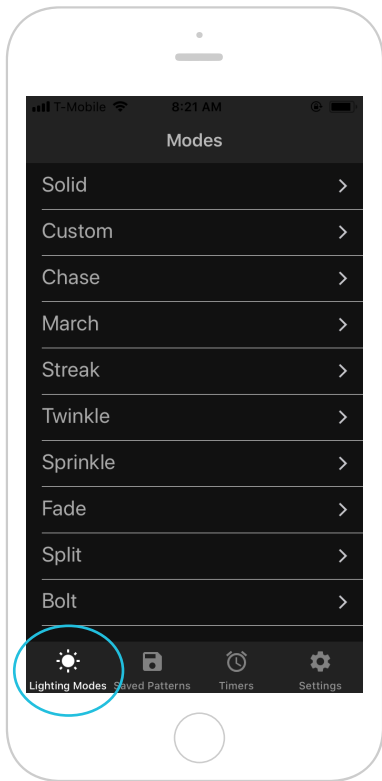 T-Mobile 8:21 AM
Modes
Solid
Custom
Chase
March
Streak
Twinkle
Sprinkle
Fade
Split
Bolt
Lighting Modes Saved Patterns Timers Settings